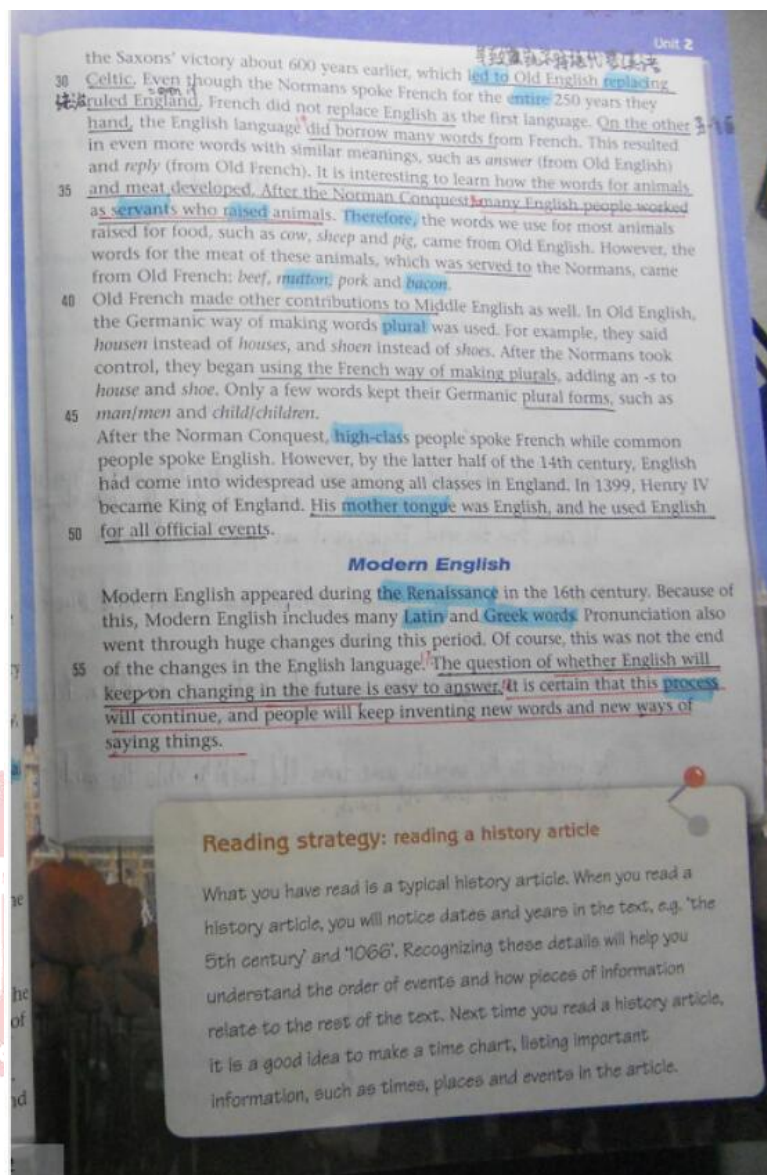 Unit 2
the Saxons' victory about 600 years earlier, which led to Old English replacing
30 Celtic. Even though the Normans spoke French for the entire 250 years they
ruled England, French did not replace English as the first language. On the other
hand, the English language did borrow many words from French. This resulted
in even more words with similar meanings, such as answer (from Old English)
and reply (from Old French). It is interesting to learn how the words for animals
35 and meat developed. After the Norman Conquest, many English people worked
as servants who raised animals. Therefore, the words we use for most animals
raised for food, such as cow, sheep and pig, came from Old English. However, the
words for the meat of these animals, which was served to the Normans, came
from Old French: beef, mutton, pork and bacon.
40 Old French made other contributions to Middle English as well. In Old English,
the Germanic way of making words plural was used. For example, they said
housen instead of houses, and shoen instead of shoes. After the Normans took
control, they began using the French way of making plurals, adding an -s to
house and shoe. Only a few words kept their Germanic plural forms, such as
45 man/men and child/children.
After the Norman Conquest, high-class people spoke French while common
people spoke English. However, by the latter half of the 14th century, English
had come into widespread use among all classes in England. In 1399, Henry IV
became King of England. His mother tongue was English, and he used English
50 for all official events.
Modern English
Modern English appeared during the Renaissance in the 16th century. Because of
this, Modern English includes many Latin and Greek words. Pronunciation also
went through huge changes during this period. Of course, this was not the end
55 of the changes in the English language. The question of whether English will
keep on changing in the future is easy to answer. It is certain that this process
will continue, and people will keep inventing new words and new ways of
saying things.
Reading strategy: reading a history article
What you have read is a typical history article. When you read a
history article, you will notice dates and years in the text, e.g. 'the
5th century' and '1066'. Recognizing these details will help you
understand the order of events and how pieces of information
relate to the rest of the text. Next time you read a history article,
it is a good idea to make a time chart, listing important
information, such as times, places and events in the article.